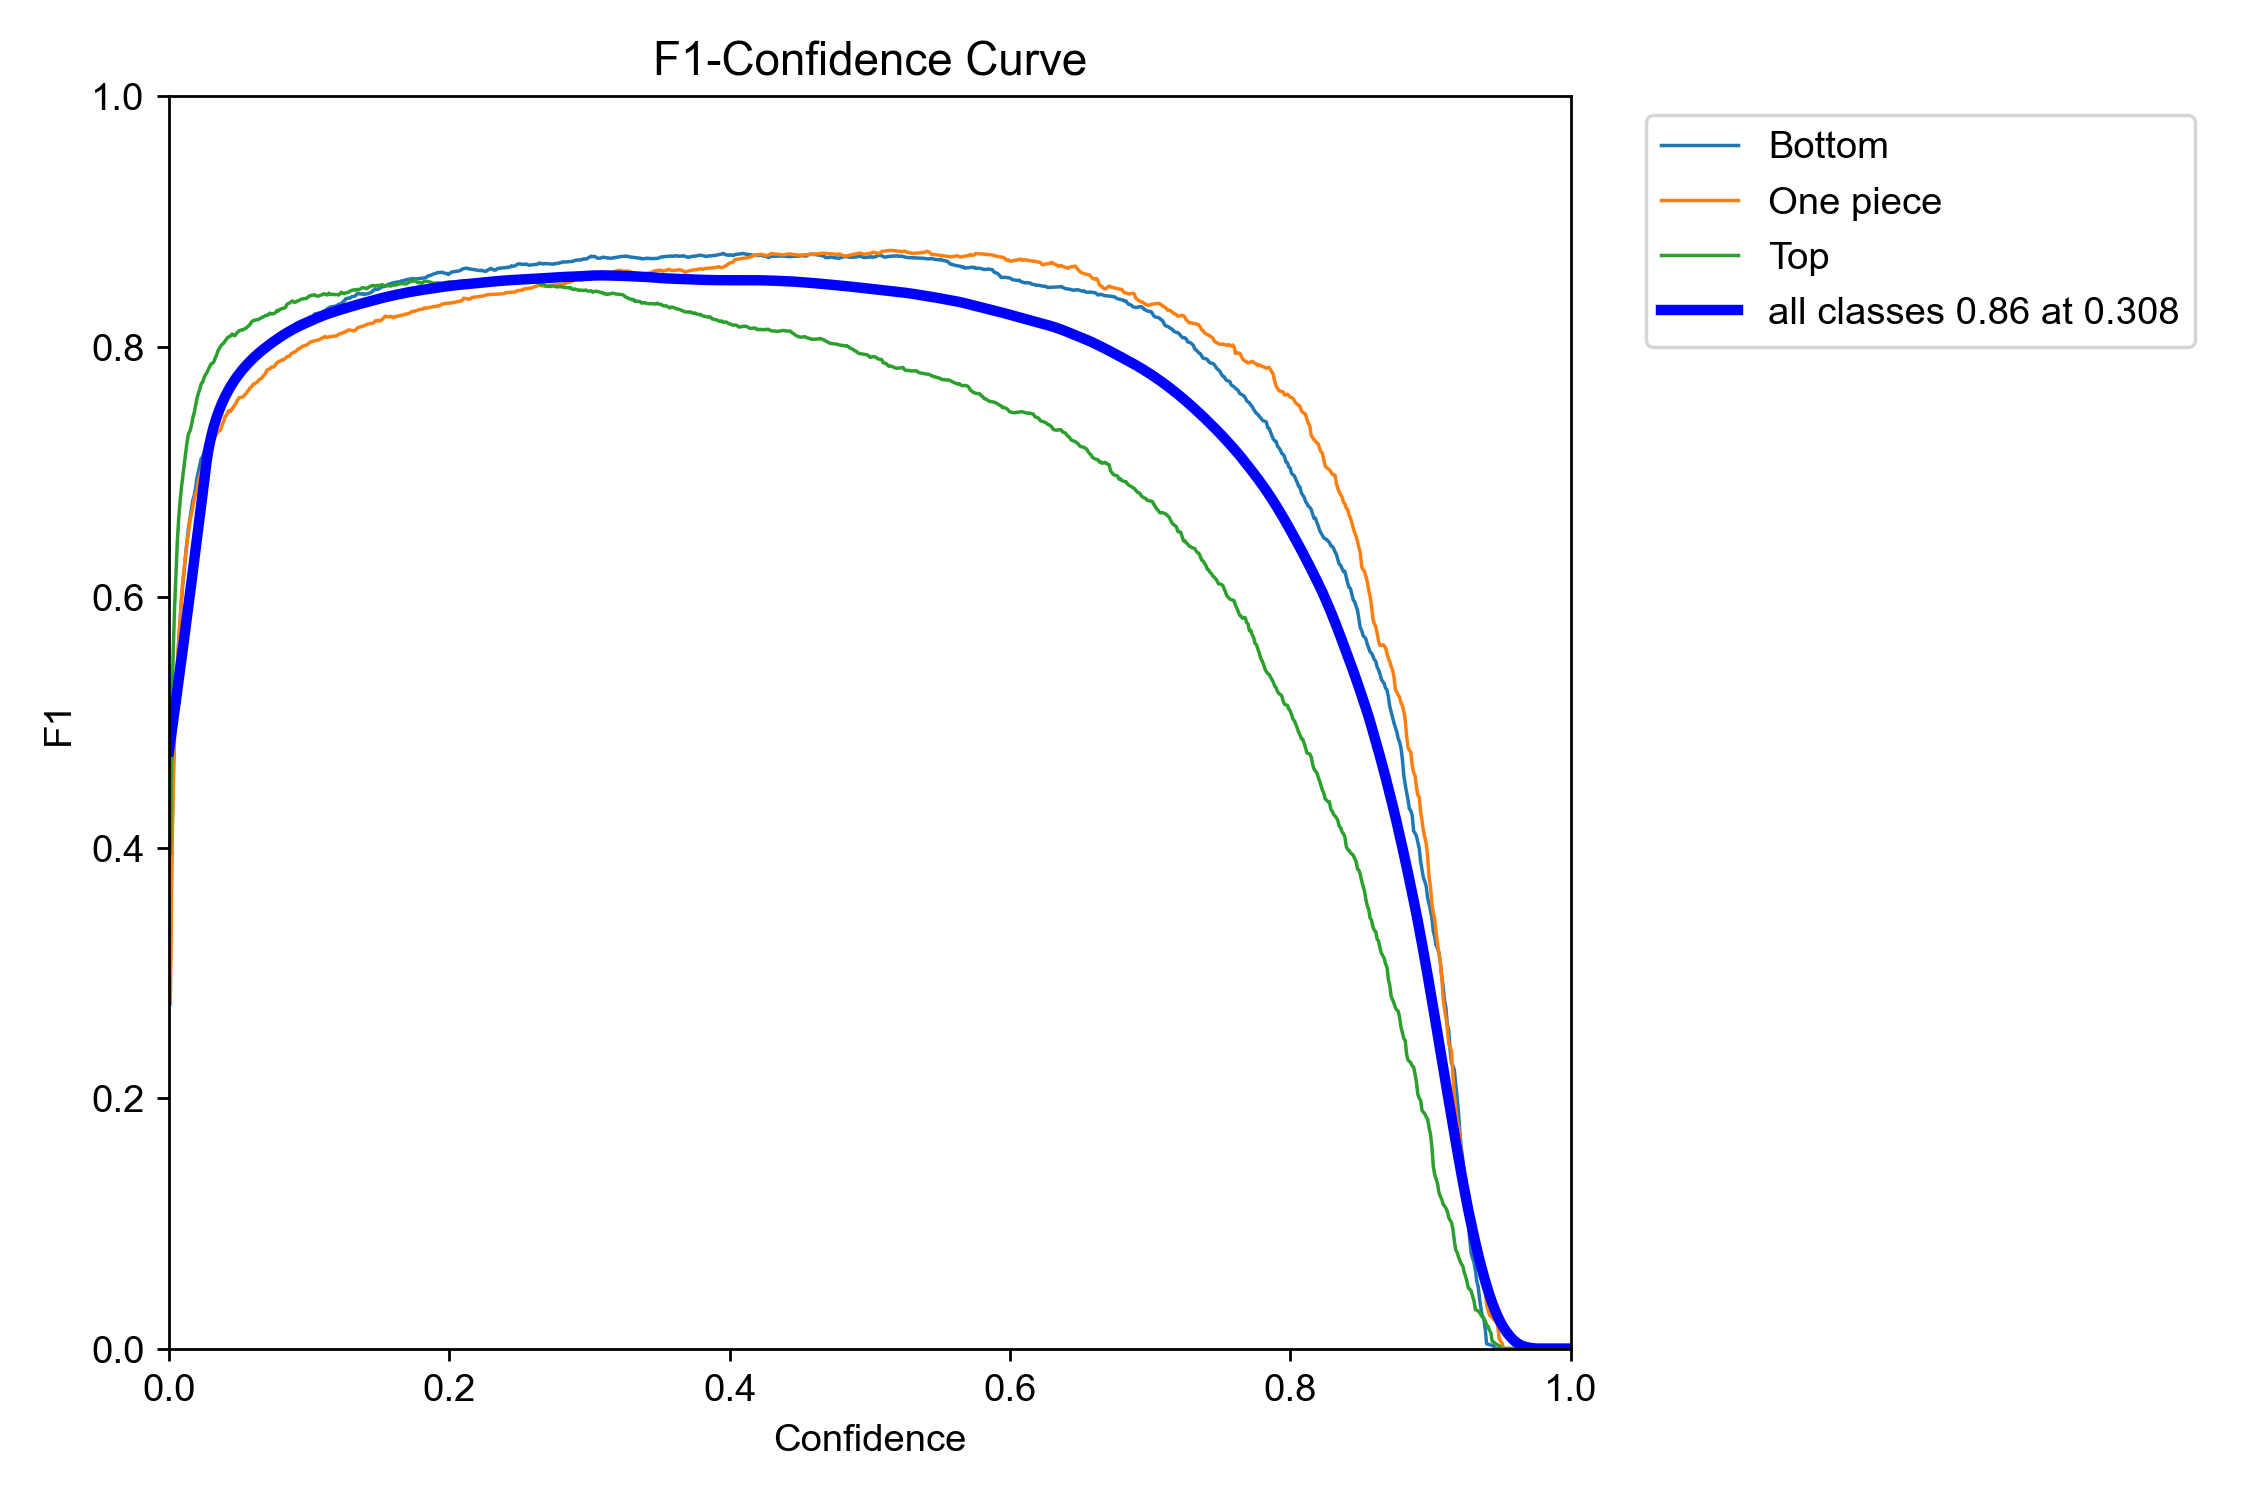 F1-Confidence Curve
1.0
0.8
0.6
0.4
0.2
0.0
F1
0.0 0.2 0.4 0.6 0.8 1.0
Confidence
Bottom
One piece
Top
all classes 0.86 at 0.308